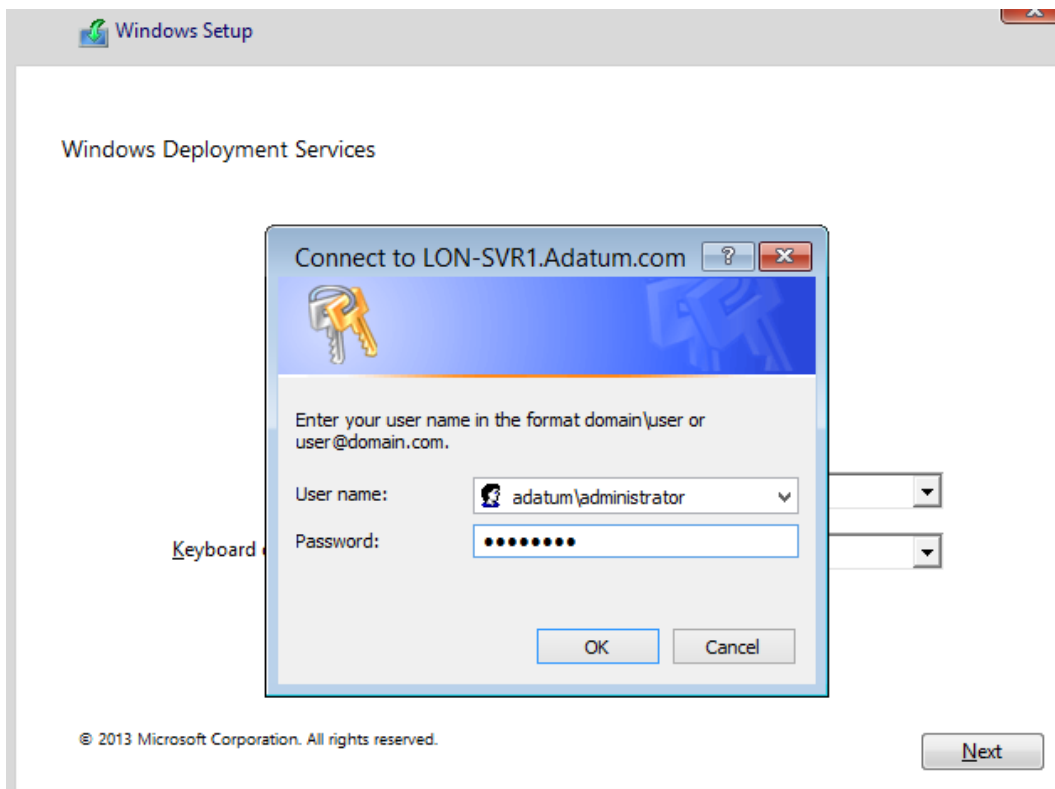 Windows Setup
Windows Deployment Services
Connect to LON-SVR1.Adatum.com
Enter your user name in the format domain\user or
user@domain.com.
User name:
adatum\administrator
Password:
••••••••
Keyboard
OK
Cancel
© 2013 Microsoft Corporation. All rights reserved.
Next